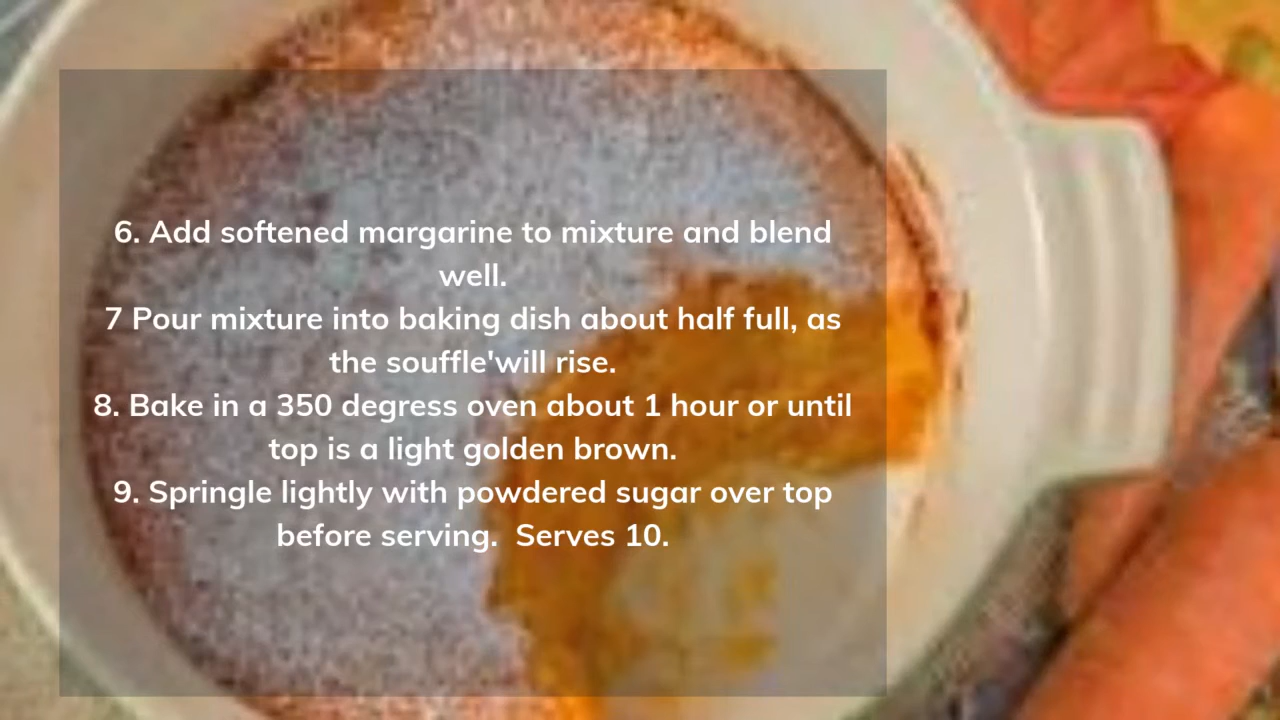 6. Add softened margarine to mixture and blend
well.
7 Pour mixture into baking dish about half full, as
the souffle'will rise.
8. Bake in a 350 degress oven about 1 hour or until
top is a light golden brown.
9. Springle lightly with powdered sugar over top
before serving.  Serves 10.